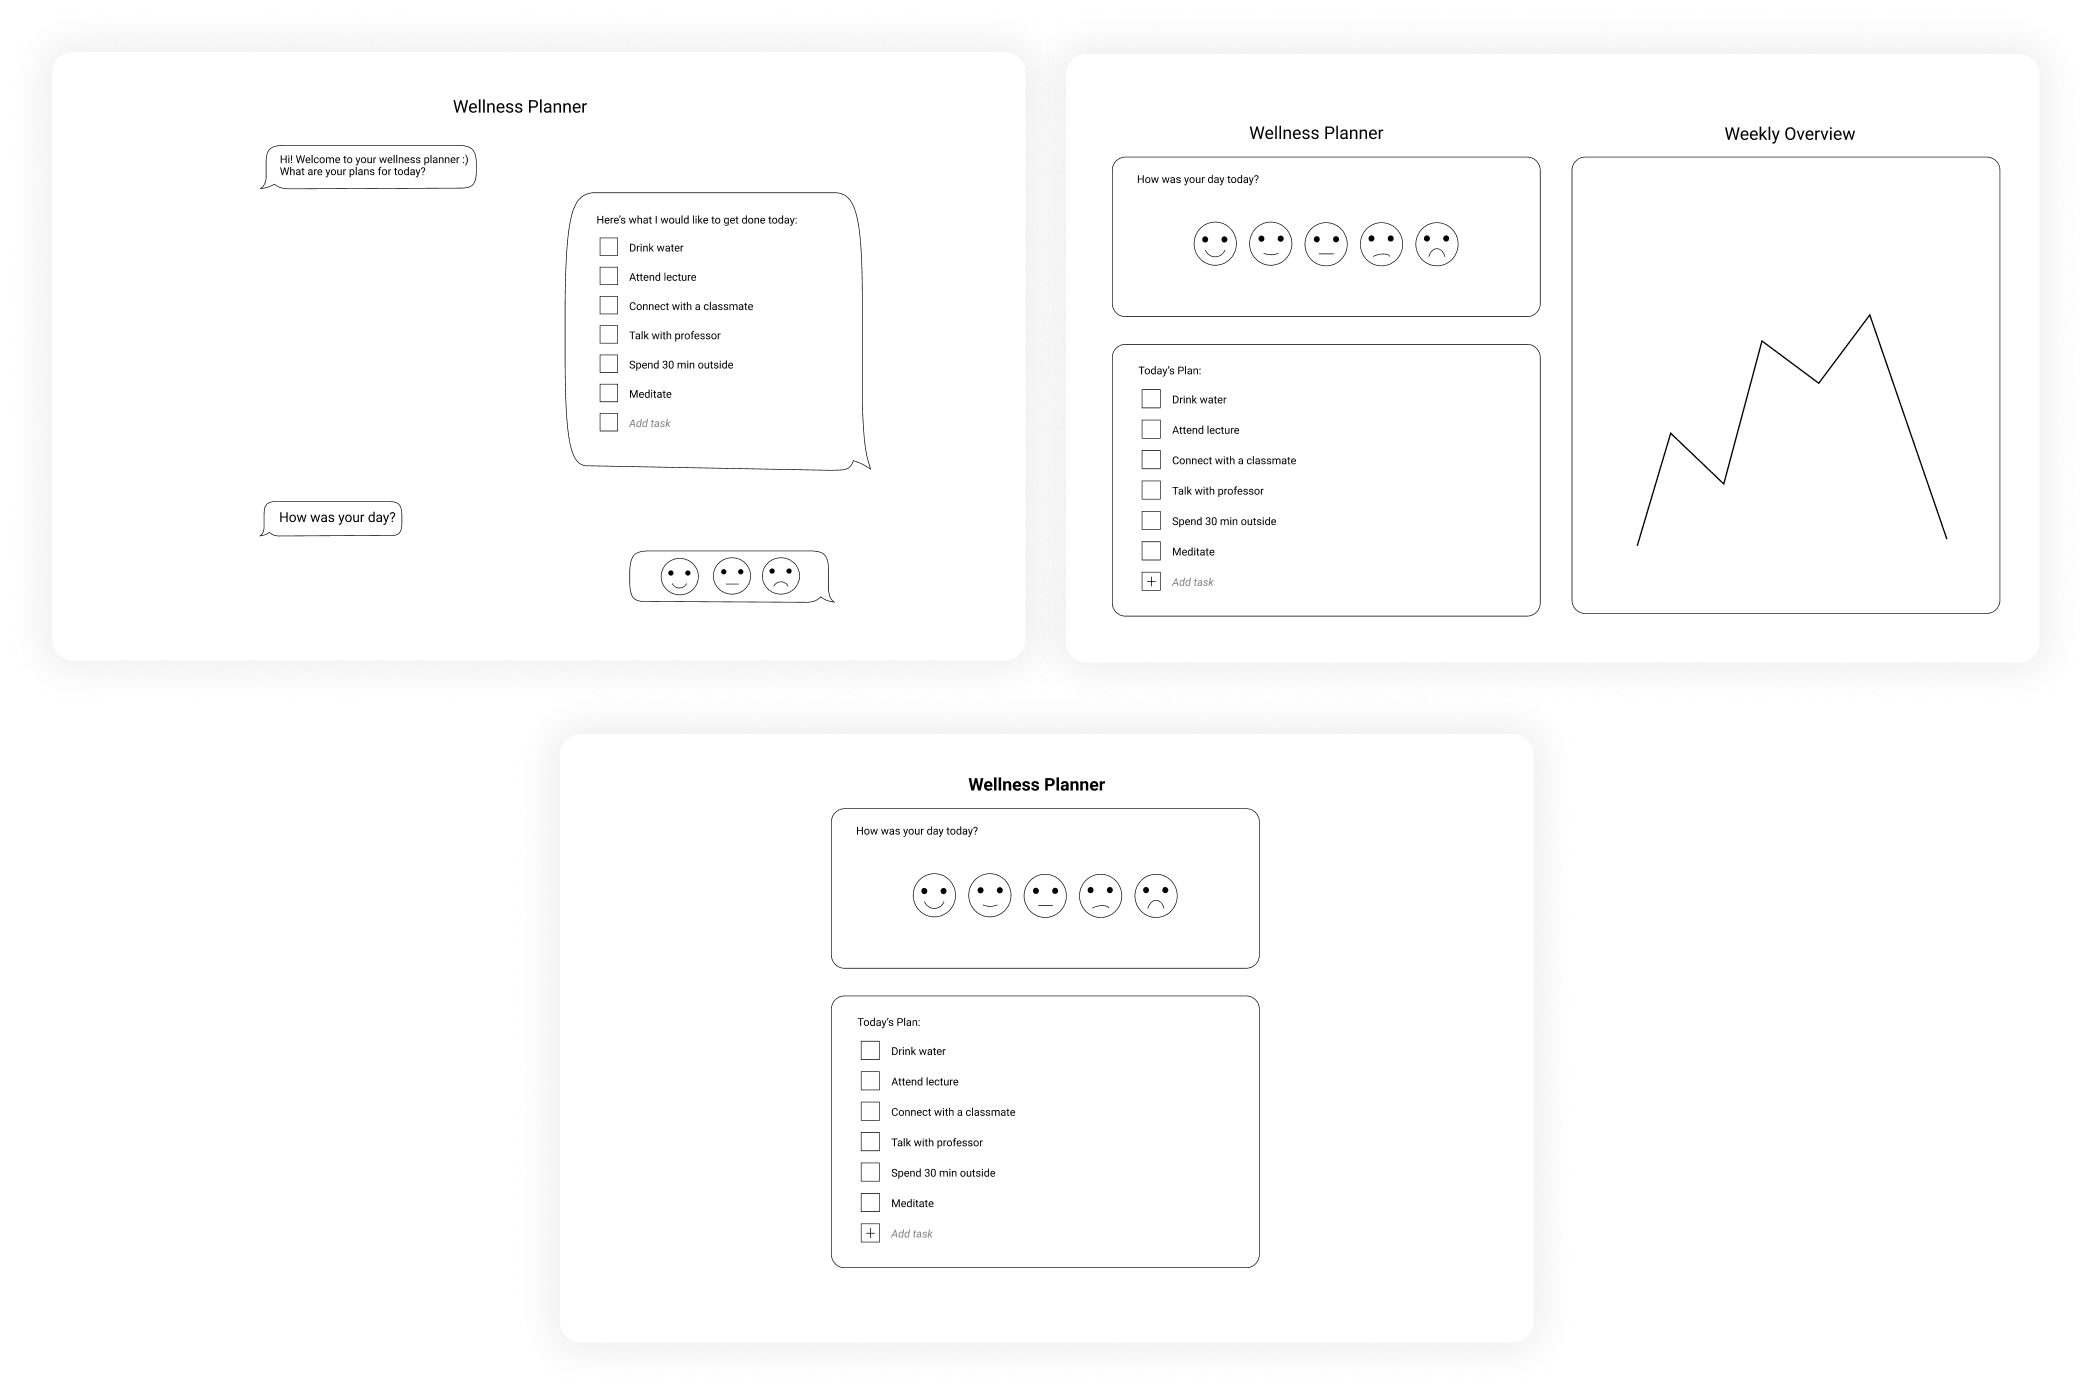 Wellness Planner
Hi! Welcome to your wellness planner :)
What are your plans for today?
Here's what I would like to get done today:
Drink water
Attend lecture
Connect with a classmate
Talk with professor
Spend 30 min outside
Meditate
Add task
How was your day?
Wellness Planner
How was your day today?
Today's Plan:
Drink water
Attend lecture
Connect with a classmate
Talk with professor
Spend 30 min outside
Meditate
+ Add task
Weekly Overview
Wellness Planner
How was your day today?
Today's Plan:
Drink water
Attend lecture
Connect with a classmate
Talk with professor
Spend 30 min outside
Meditate
+ Add task